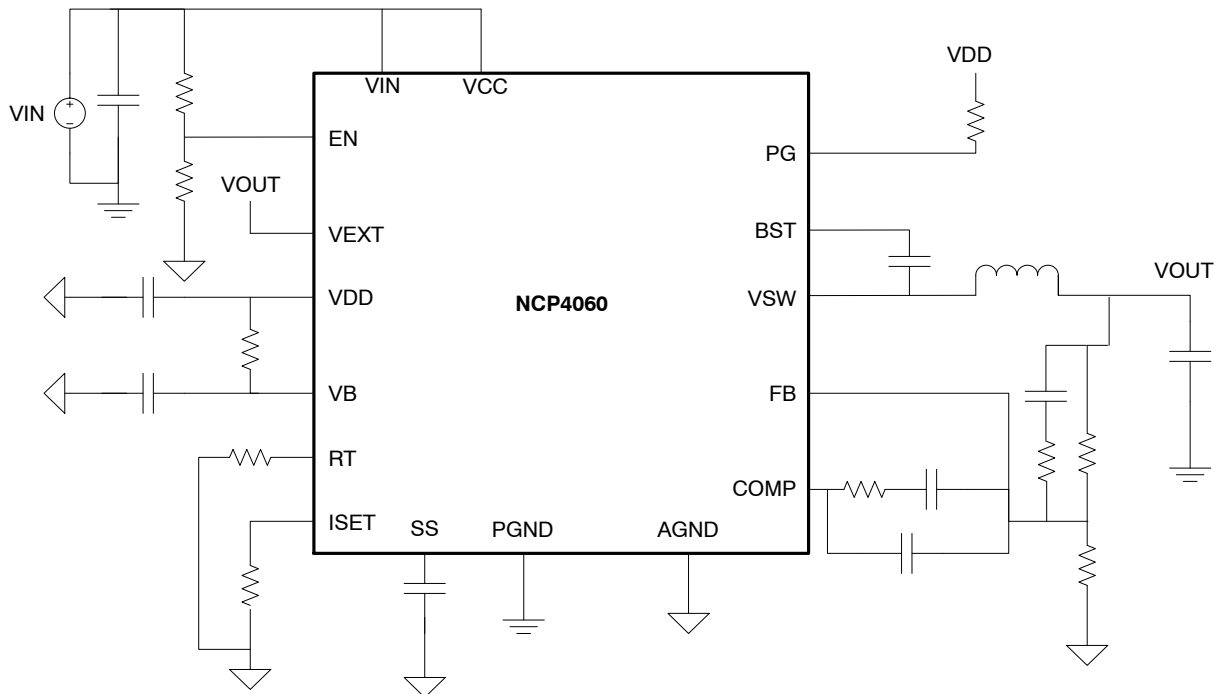 VDD
VIN
VCC
VIN
+
−
EN
PG
VOUT
VEXT
BST
VOUT
VDD
NCP4060
VSW
VB
FB
RT
COMP
ISET
SS
PGND
AGND